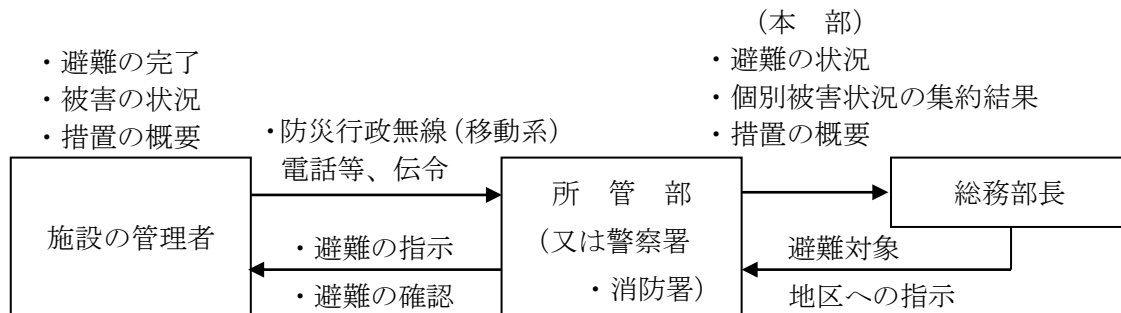 （本　部）
・避難の完了
・被害の状況
・措置の概要
・避難の状況
・個別被害状況の集約結果
・措置の概要
・防災行政無線（移動系）
電話等、伝令
施設の管理者
所　管　部
（又は警察署
・消防署）
総務部長
・避難の指示
・避難の確認
避難対象
地区への指示